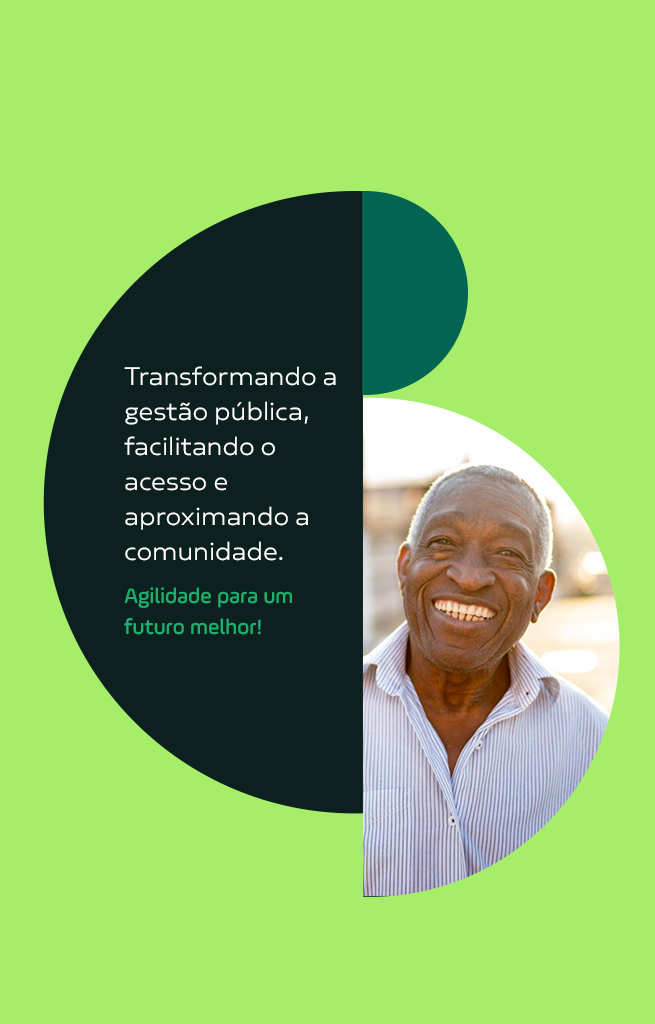 Transformando a
gestão pública,
facilitando o
acesso e
aproximando a
comunidade.
Agilidade para um
futuro melhor!